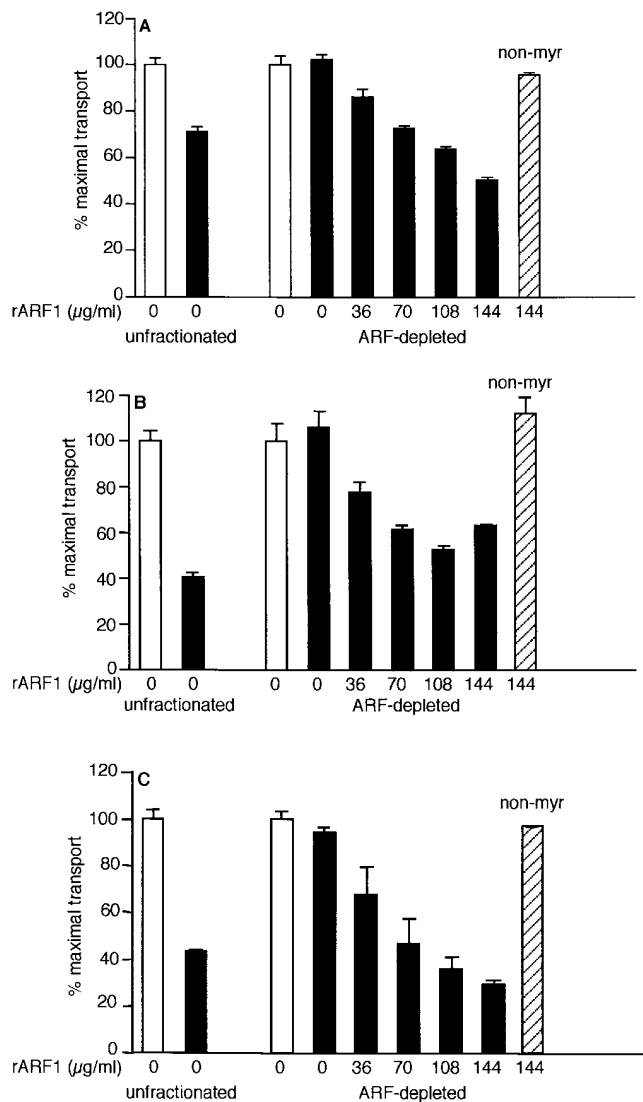 A
120
100
80
60
40
20
0
% maximal transport
non-myr
rARF1 (µg/ml) 0 0 0 0 36 70 108 144 144
unfractionated ARF-depleted
B
120
100
80
60
40
20
0
% maximal transport
non-myr
rARF1 (µg/ml) 0 0 0 0 36 70 108 144 144
unfractionated ARF-depleted
C
120
100
80
60
40
20
0
% maximal transport
non-myr
rARF1 (µg/ml) 0 0 0 0 36 70 108 144 144
unfractionated ARF-depleted